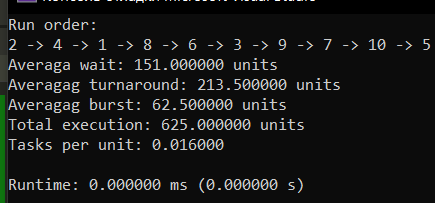 Run order:
2 -> 4 -> 1 -> 8 -> 6 -> 3 -> 9 -> 7 -> 10 -> 5
Averaga wait: 151.000000 units
Averagag turnaround: 213.500000 units
Averagag burst: 62.500000 units
Total execution: 625.000000 units
Tasks per unit: 0.016000
Runtime: 0.000000 ms (0.000000 s)